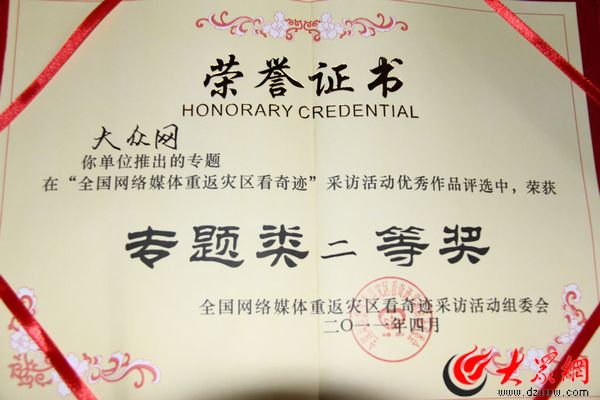 荣誉证书
HONORARY CREDENTIAL
大众网
你单位推出的专题
在“全国网络媒体重返灾区看奇迹”采访活动优秀作品评选中，荣获
专题类二等奖
全国网络媒体重返灾区看奇迹采访活动组委会
二〇一一年四月
大眾網
www.dzwww.com